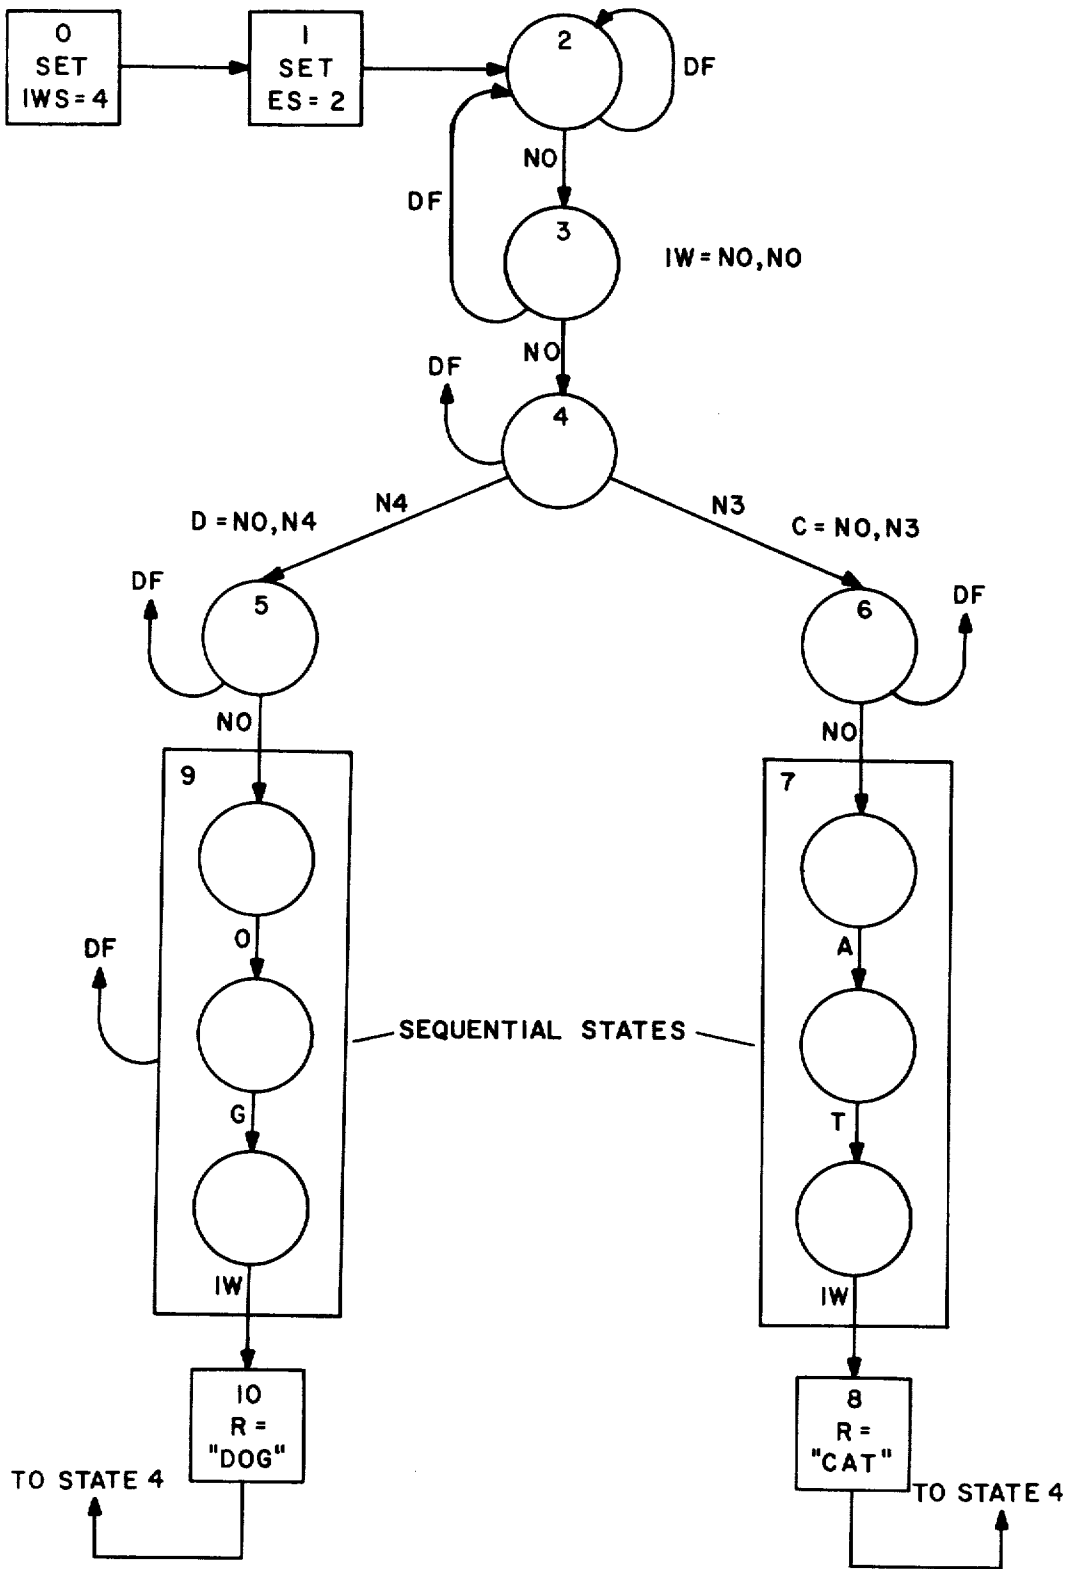 0
SET
IWS=4
1
SET
ES=2
2
DF
NO
DF
3
IW=NO,NO
NO
DF
4
N4
N3
D=NO,N4
C=NO,N3
DF
5
6
DF
NO
NO
9
7
O
A
DF
SEQUENTIAL STATES
G
T
IW
IW
10
R=
"DOG"
8
R=
"CAT"
TO STATE 4
TO STATE 4